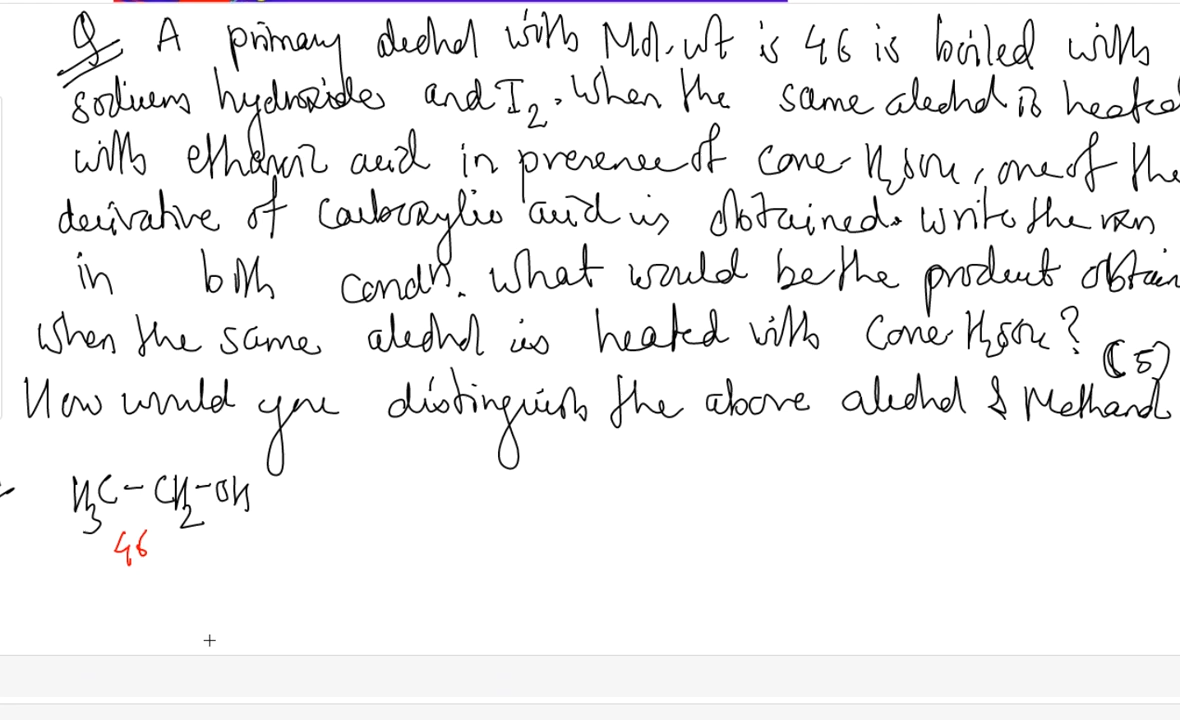 Q A primary alcohol with Mol. wt is 46 is boiled with
sodium hydroxides and I2. When the same alcohol is heated
with ethanoic acid in presence of conc H2SO4, one of the
derivative of carboxylic acid is obtained. write the rxn
in both condn. What would be the product obtain
when the same alcohol is heated with conc H2SO4?
(5)
How would you distinguish the above alcohol & Methanol
H3C-CH2-OH
46